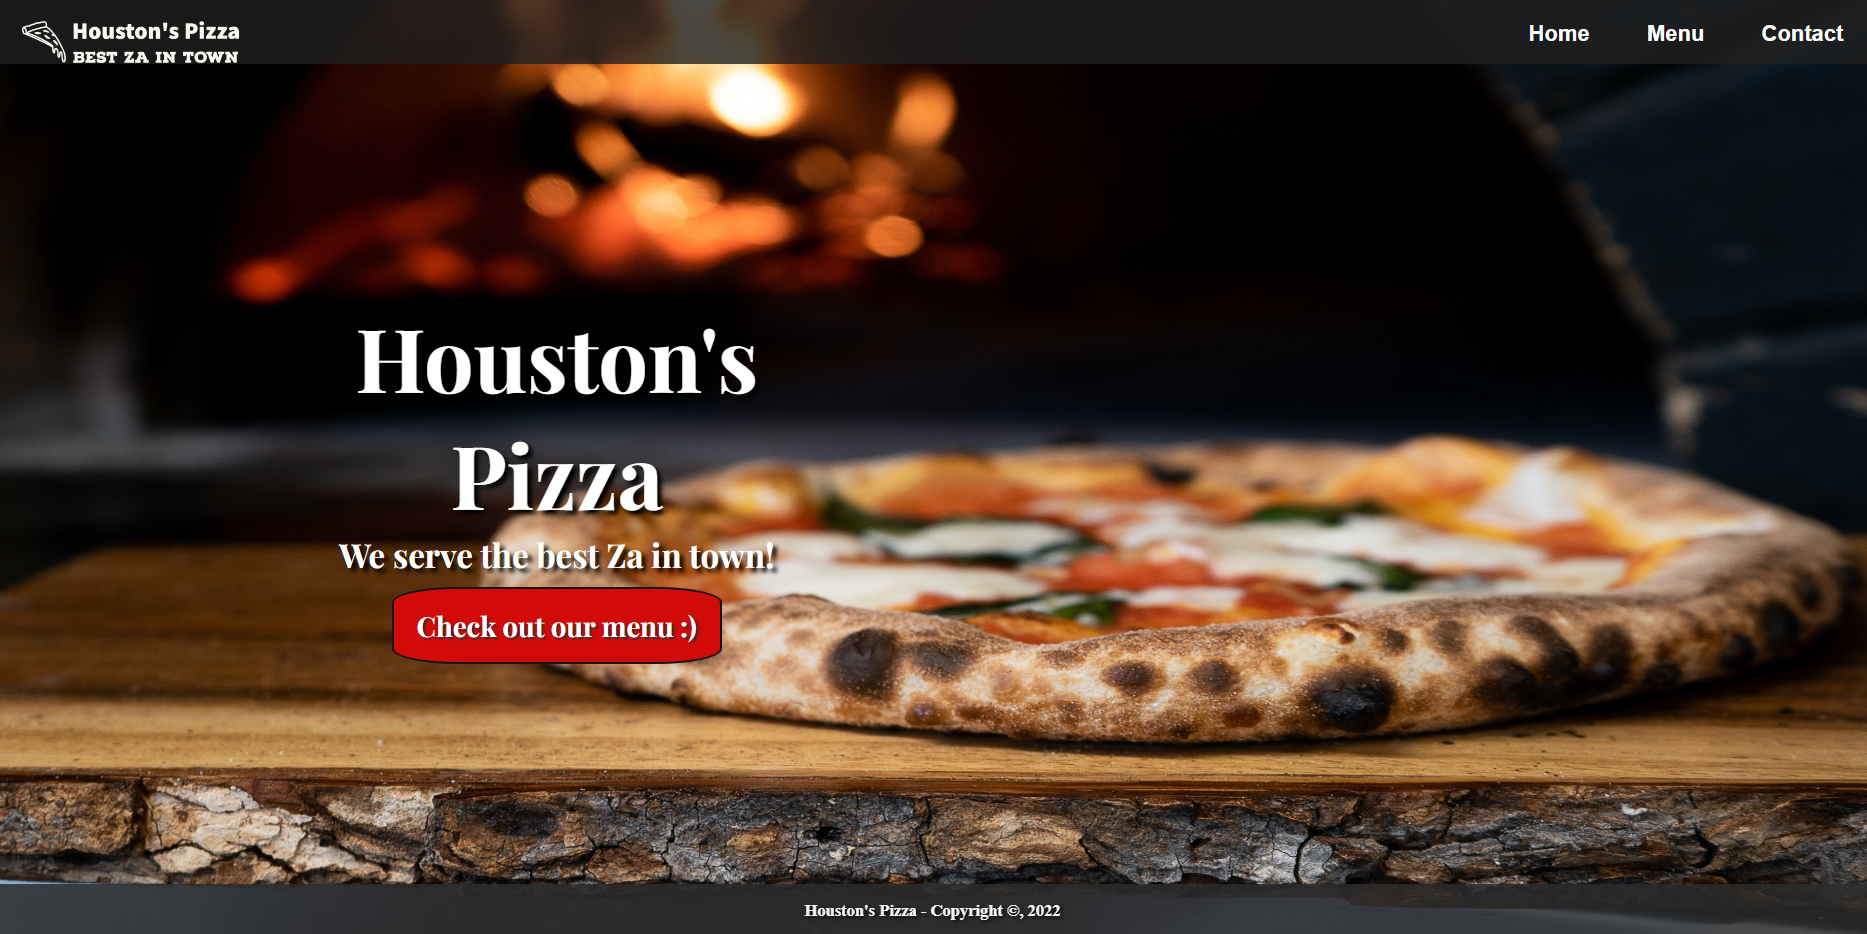 Houston's Pizza
BEST ZA IN TOWN
Home Menu Contact
Houston's
Pizza
We serve the best Za in town!
Check out our menu :)
Houston's Pizza - Copyright ©, 2022